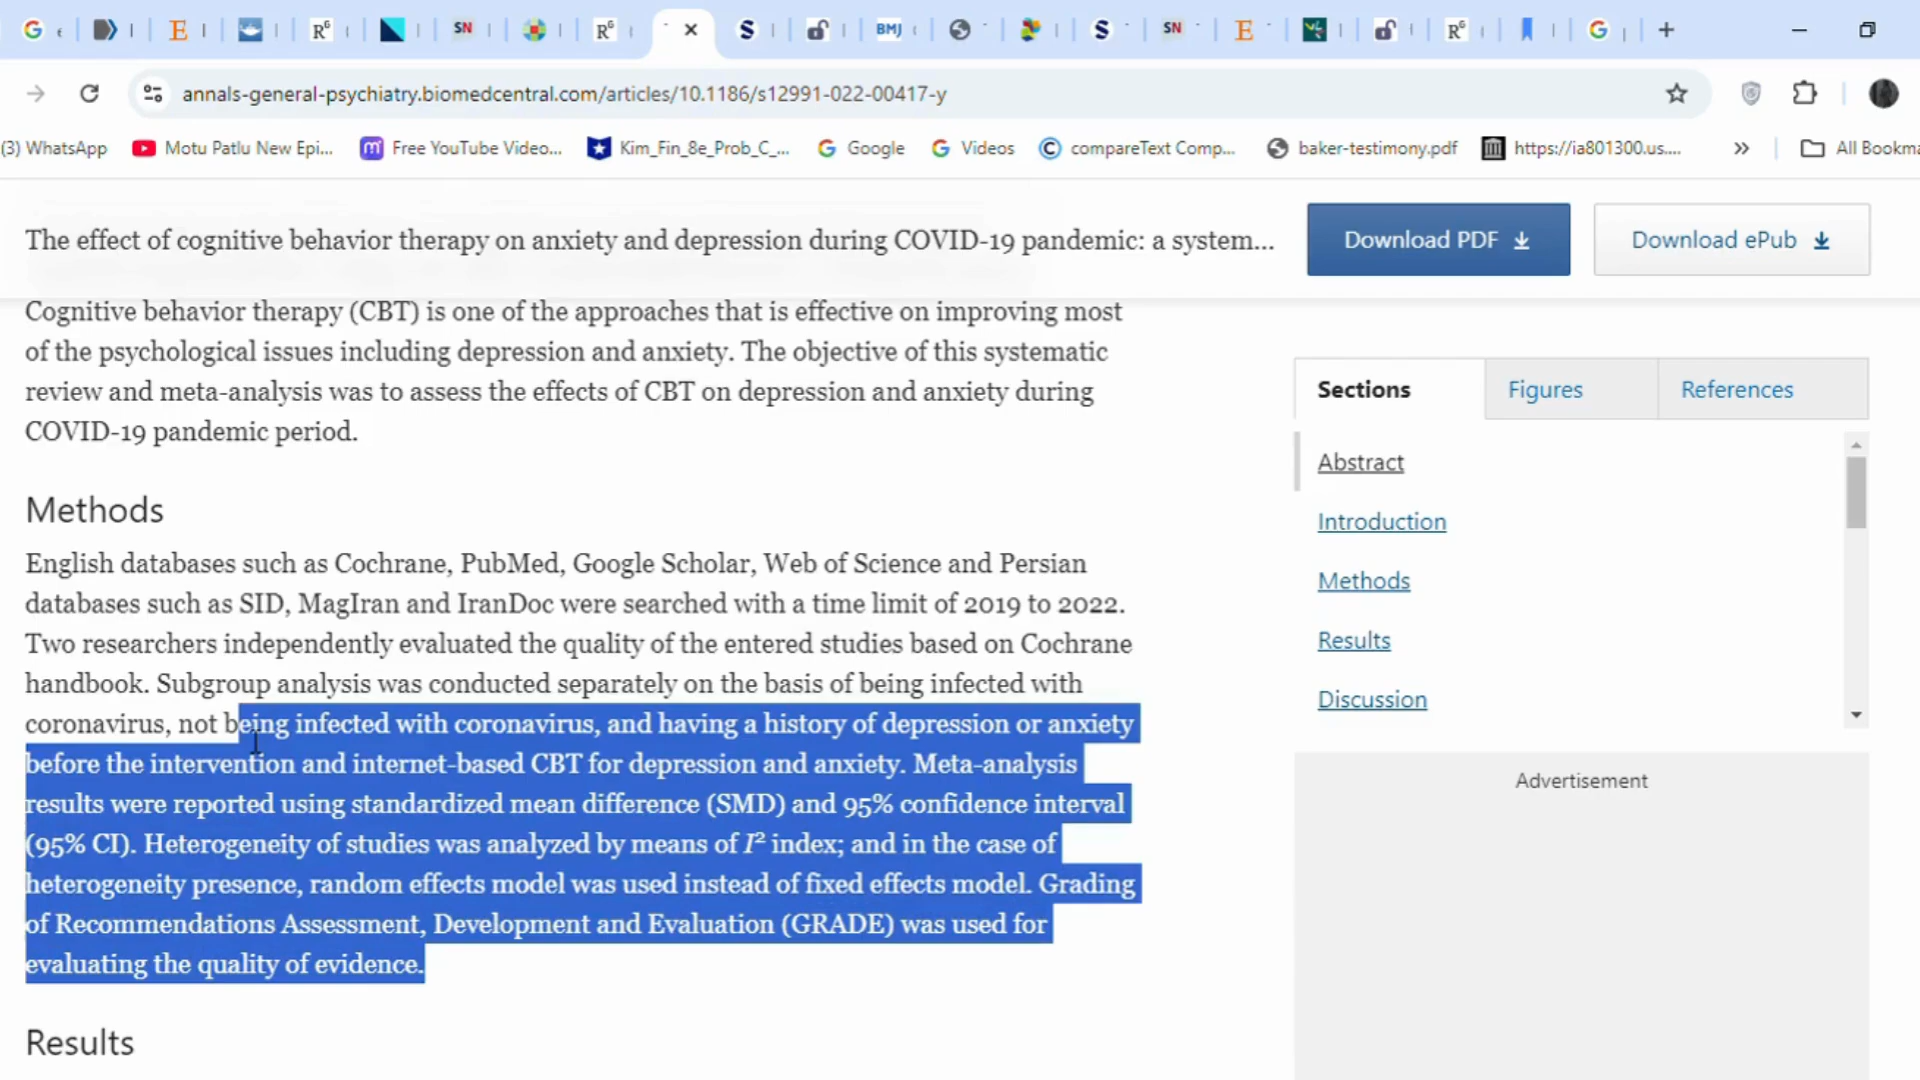 annals-general-psychiatry.biomedcentral.com/articles/10.1186/s12991-022-00417-y
(3) WhatsApp
Motu Patlu New Epi...
Free YouTube Video...
Kim_Fin_8e_Prob_C_...
Google
Videos
compareText Comp...
baker-testimony.pdf
https://ia801300.us....
All Bookma
The effect of cognitive behavior therapy on anxiety and depression during COVID-19 pandemic: a system...
Download PDF
Download ePub
Cognitive behavior therapy (CBT) is one of the approaches that is effective on improving most
of the psychological issues including depression and anxiety. The objective of this systematic
review and meta-analysis was to assess the effects of CBT on depression and anxiety during
COVID-19 pandemic period.
Methods
English databases such as Cochrane, PubMed, Google Scholar, Web of Science and Persian
databases such as SID, MagIran and IranDoc were searched with a time limit of 2019 to 2022.
Two researchers independently evaluated the quality of the entered studies based on Cochrane
handbook. Subgroup analysis was conducted separately on the basis of being infected with
coronavirus, not being infected with coronavirus, and having a history of depression or anxiety
before the intervention and internet-based CBT for depression and anxiety. Meta-analysis
results were reported using standardized mean difference (SMD) and 95% confidence interval
(95% CI). Heterogeneity of studies was analyzed by means of I² index; and in the case of
heterogeneity presence, random effects model was used instead of fixed effects model. Grading
of Recommendations Assessment, Development and Evaluation (GRADE) was used for
evaluating the quality of evidence.
Results
Sections
Figures
References
Abstract
Introduction
Methods
Results
Discussion
Advertisement